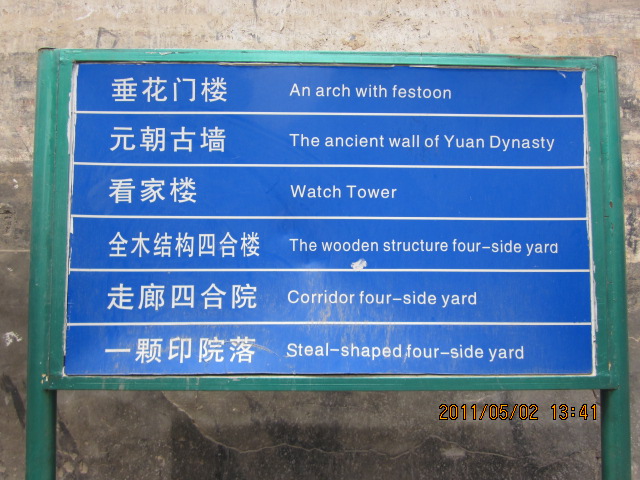 垂花门楼 An arch with festoon
元朝古墙 The ancient wall of Yuan Dynasty
看家楼 Watch Tower
全木结构四合楼 The wooden structure four-side yard
走廊四合院 Corridor four-side yard
一颗印院落 Steal-shaped four-side yard
2011/05/02 13:41